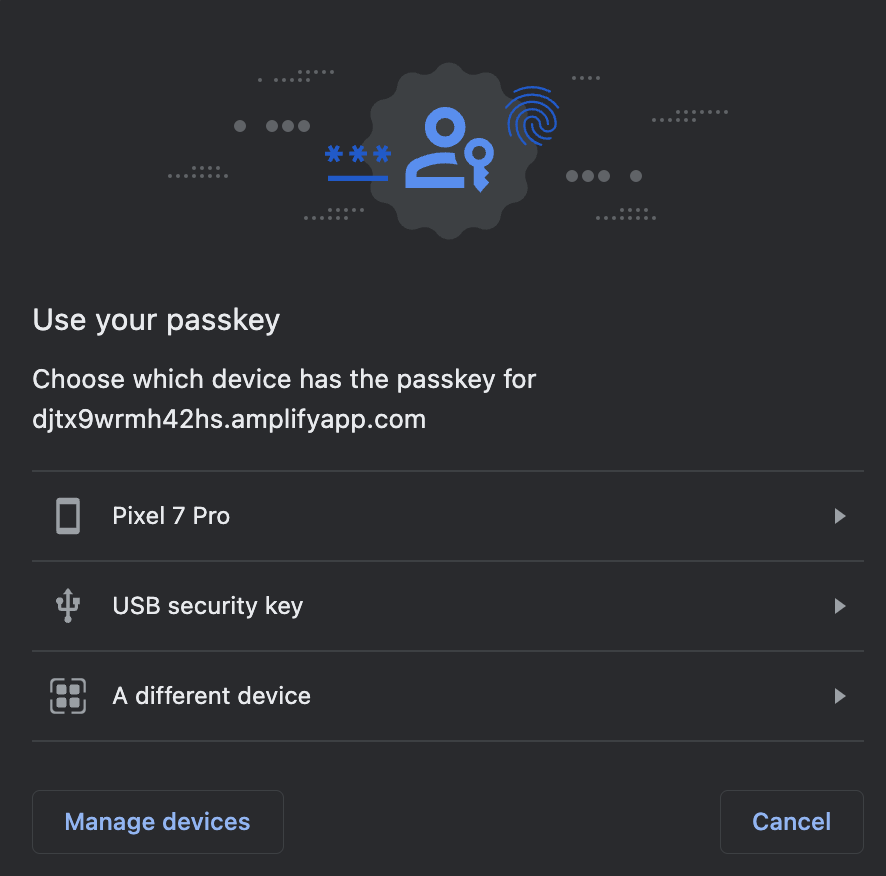 ***
Use your passkey
Choose which device has the passkey for
djtx9wrmh42hs.amplifyapp.com
Pixel 7 Pro
USB security key
A different device
Manage devices
Cancel